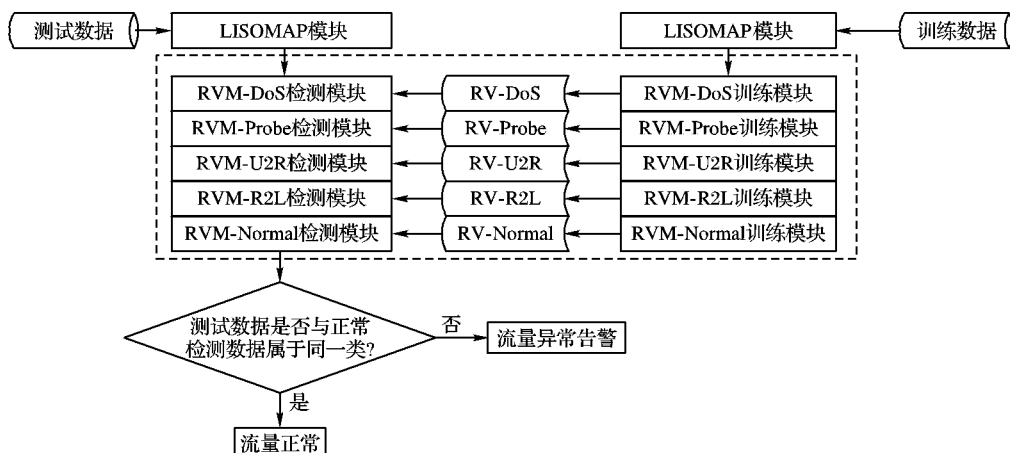 测试数据
LISOMAP模块
LISOMAP模块
训练数据
RVM-DoS检测模块
RV-DoS
RVM-DoS训练模块
RVM-Probe检测模块
RV-Probe
RVM-Probe训练模块
RVM-U2R检测模块
RV-U2R
RVM-U2R训练模块
RVM-R2L检测模块
RV-R2L
RVM-R2L训练模块
RVM-Normal检测模块
RV-Normal
RVM-Normal训练模块
测试数据是否与正常
检测数据属于同一类?
否
流量异常告警
是
流量正常